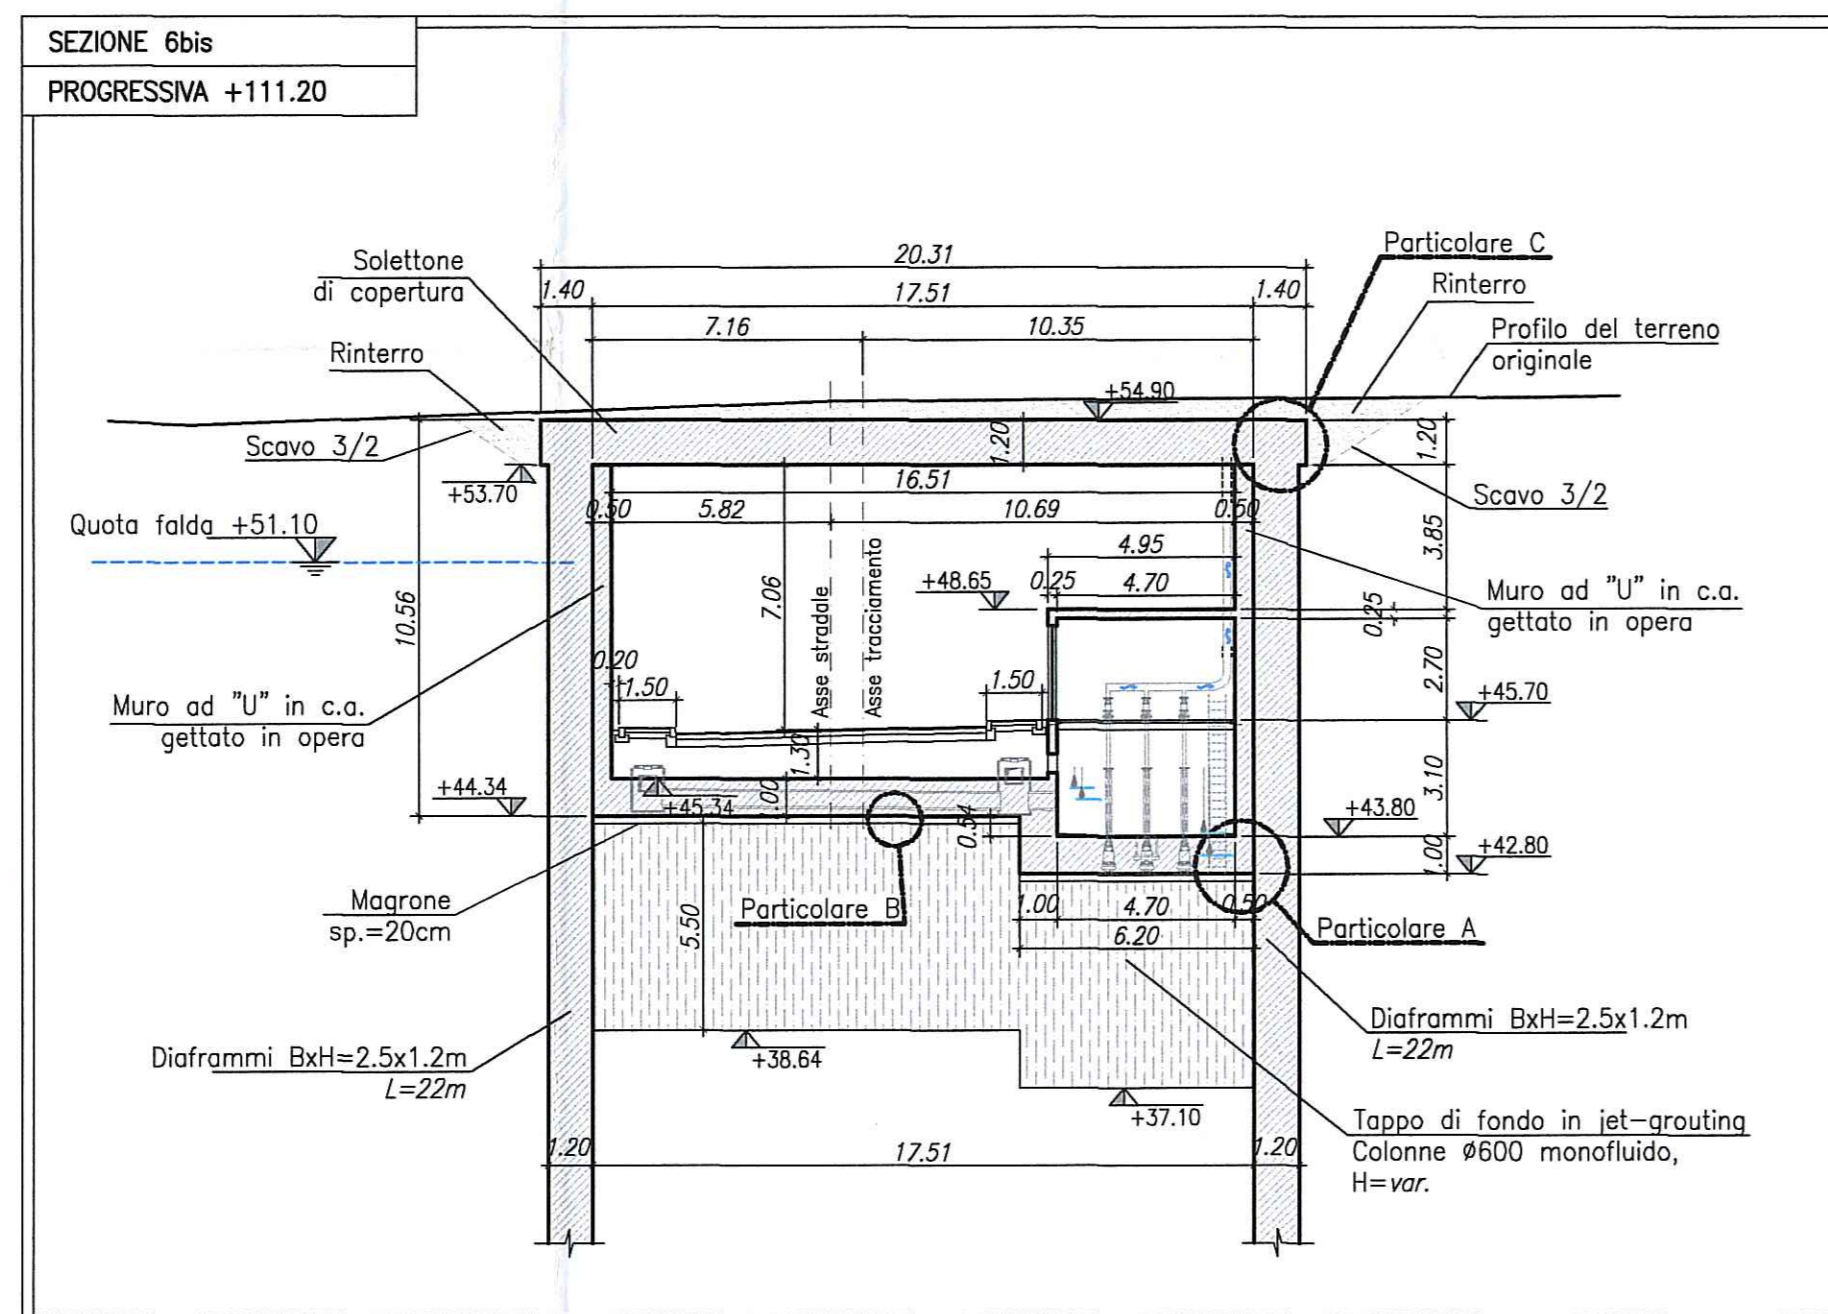 SEZIONE 6bis
PROGRESSIVA +111.20
20.31
Particolare C
Solettone
di copertura
1.40
17.51
1.40
Rinterro
7.16
10.35
Profilo del terreno
originale
Rinterro
+54.90
Scavo 3/2
1.20
1.20
+53.70
16.51
Scavo 3/2
0.50
5.82
10.69
0.50
Quota falda +51.10
3.85
4.95
10.56
7.06
Asse stradale
Asse tracciamento
+48.65
0.25
4.70
Muro ad "U" in c.a.
gettato in opera
0.25
0.20
1.50
1.50
2.70
+45.70
Muro ad "U" in c.a.
gettato in opera
1.30
+44.34
+45.34
1.00
0.54
3.10
+43.80
+42.80
1.00
Magrone
sp.=20cm
5.50
Particolare B
1.00
4.70
0.50
Particolare A
6.20
Diaframmi BxH=2.5x1.2m
L=22m
Diaframmi BxH=2.5x1.2m
L=22m
+38.64
+37.10
Tappo di fondo in jet-grouting
Colonne Ø600 monofluido,
H=var.
1.20
17.51
1.20